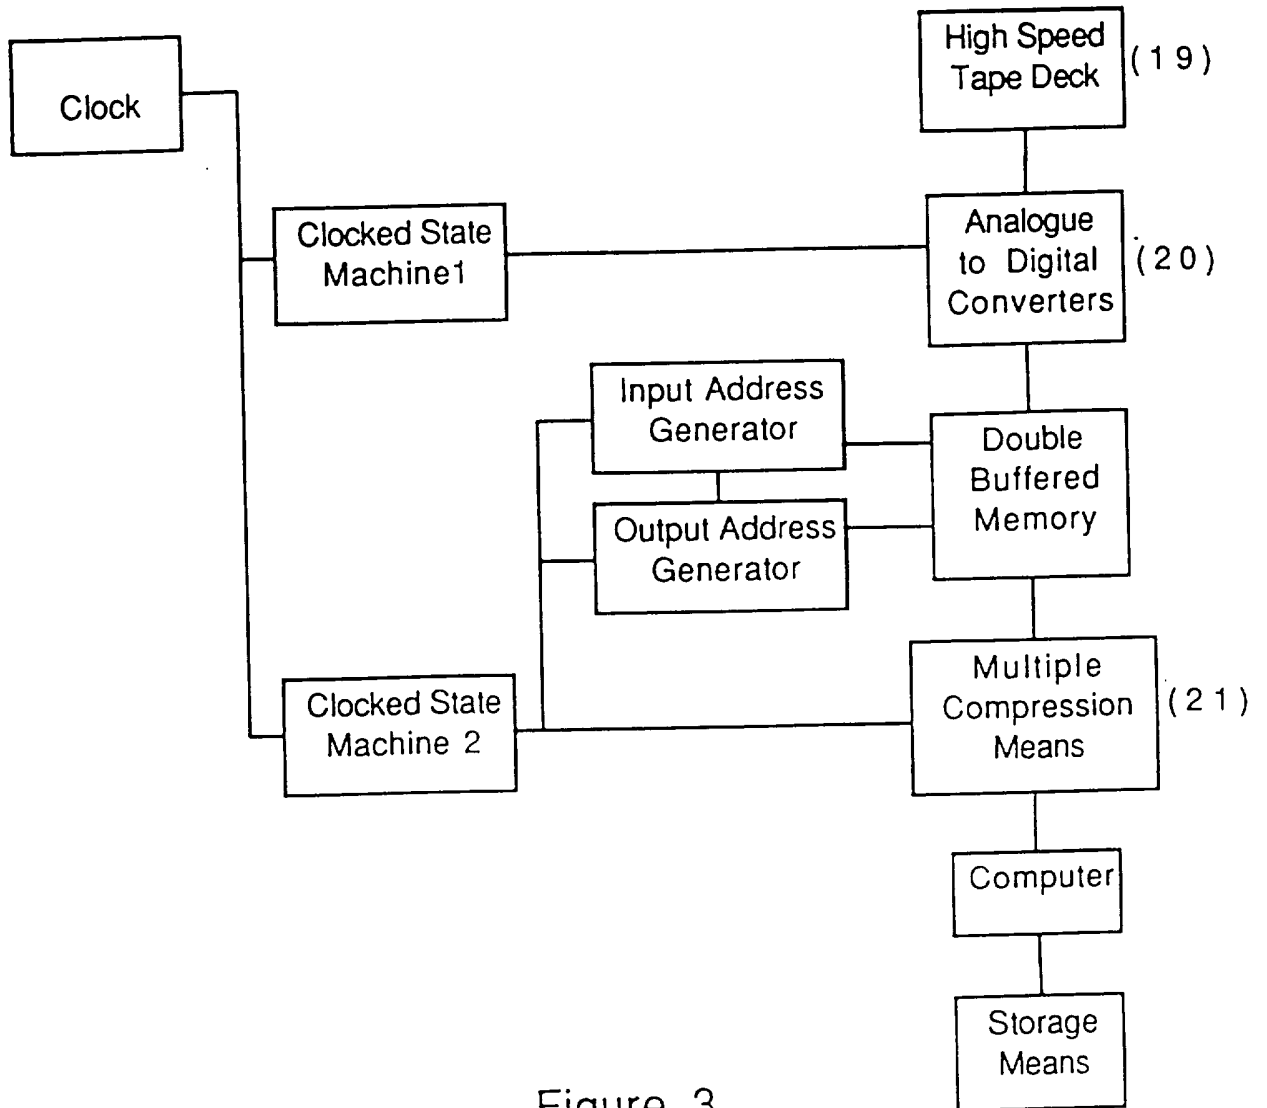 Clock
High Speed
Tape Deck
(19)
Clocked State
Machine1
Analogue
to Digital
Converters
(20)
Input Address
Generator
Double
Buffered
Memory
Output Address
Generator
Clocked State
Machine 2
Multiple
Compression
Means
(21)
Computer
Storage
Means
Figure 3